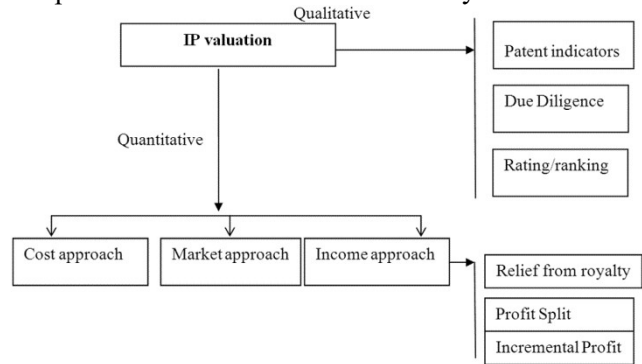 Qualitative
IP valuation
Patent indicators
Due Diligence
Quantitative
Rating/ranking
Cost approach
Market approach
Income approach
Relief from royalty
Profit Split
Incremental Profit